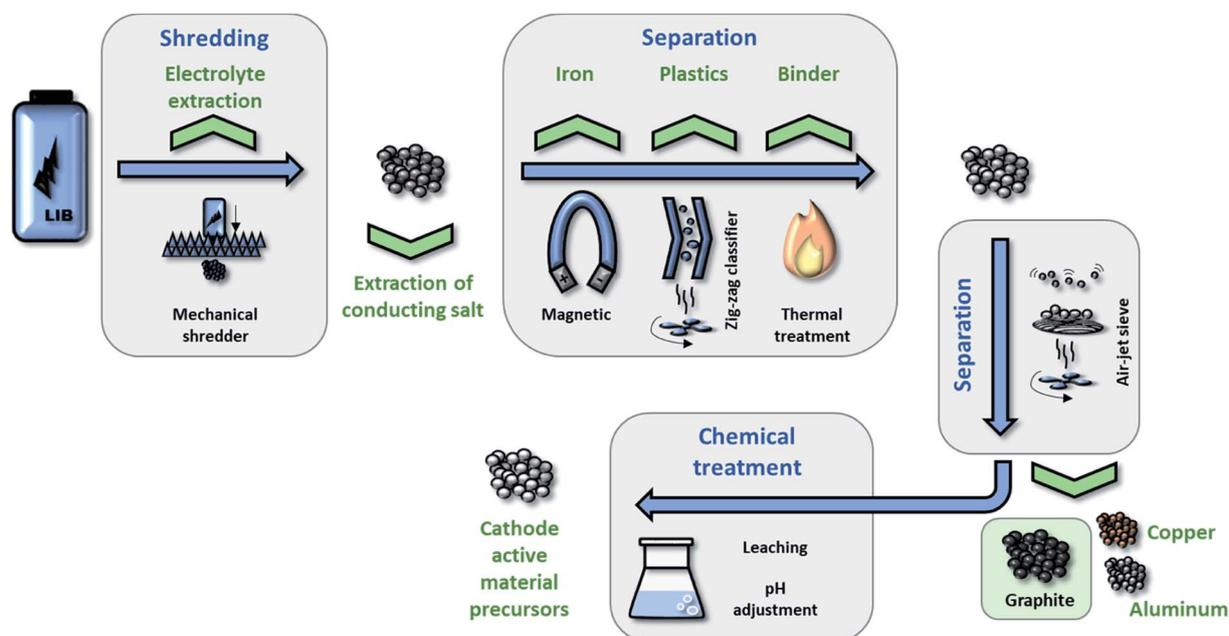 LIB
Shredding
Electrolyte
extraction
Mechanical
shredder
Extraction of
conducting salt
Separation
Iron
Plastics
Binder
+
-
Magnetic
Zig-zag classifier
Thermal
treatment
Separation
Air-jet sieve
Graphite
Copper
Aluminum
Chemical
treatment
Leaching
pH
adjustment
Cathode
active
material
precursors